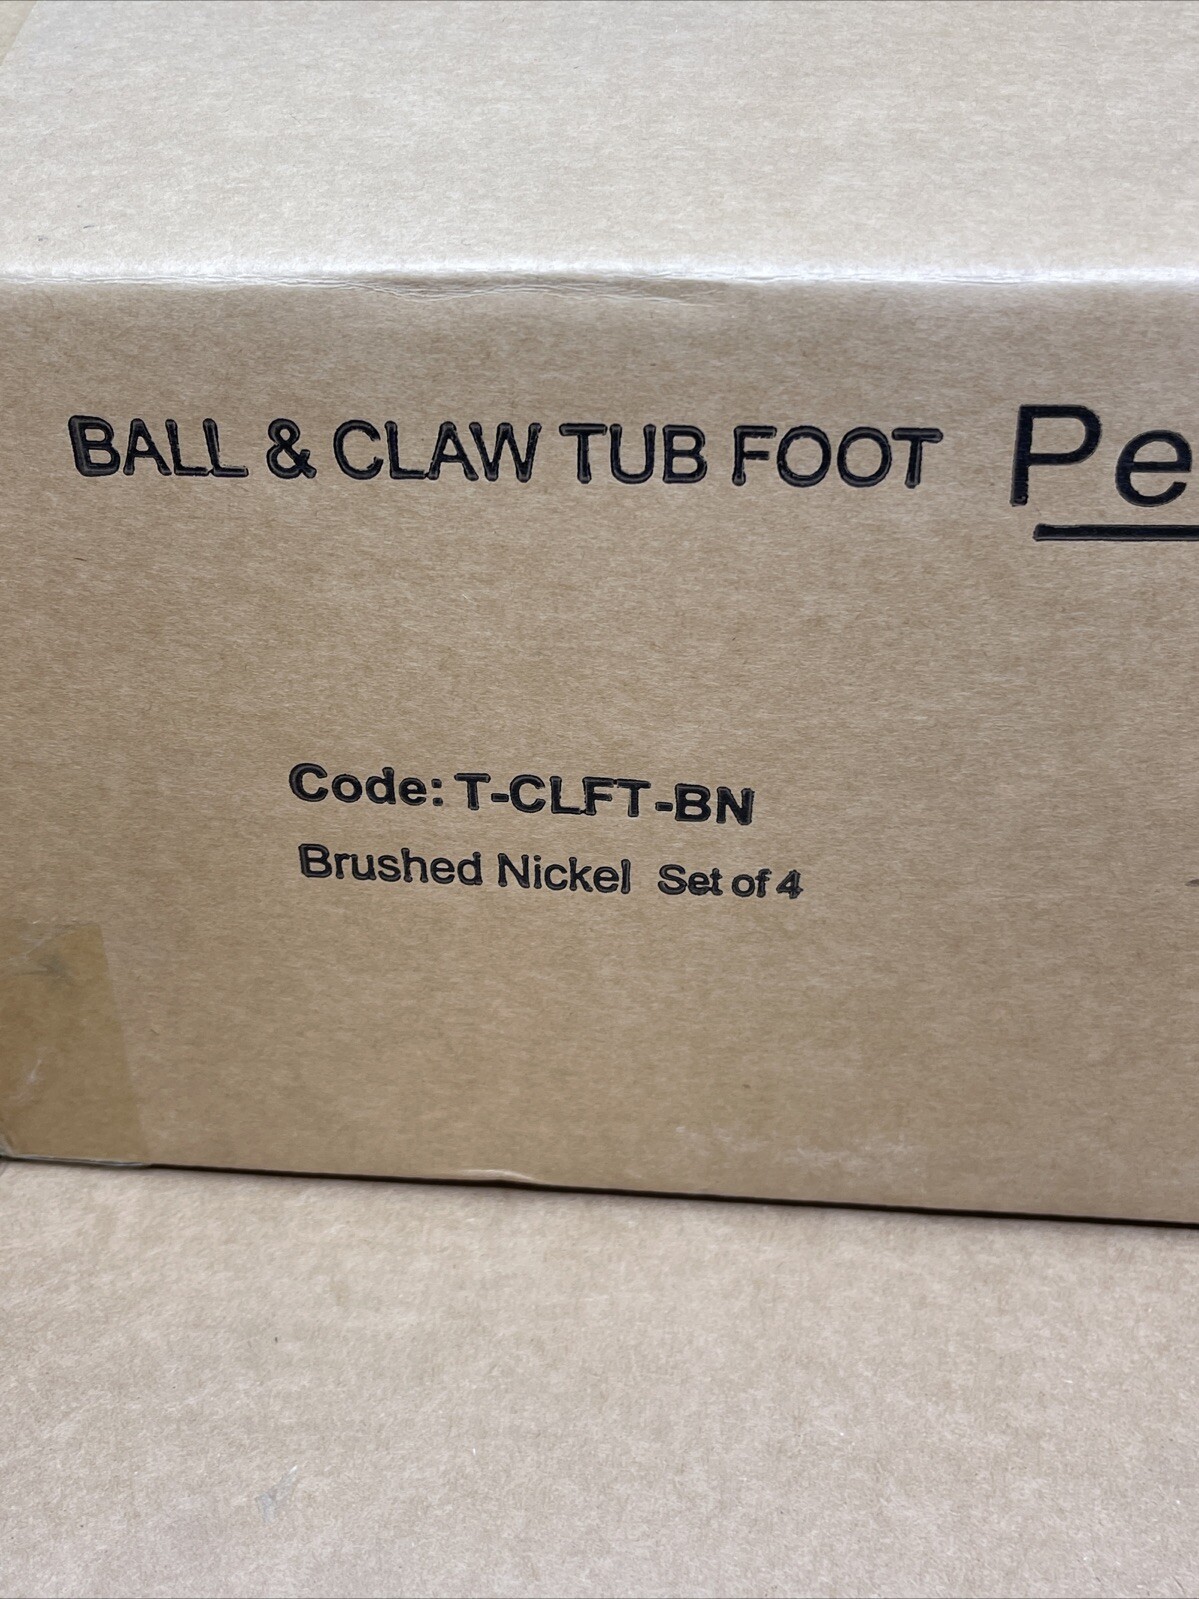 BALL & CLAW TUB FOOT Pe
Code: T-CLFT-BN
Brushed Nickel Set of 4